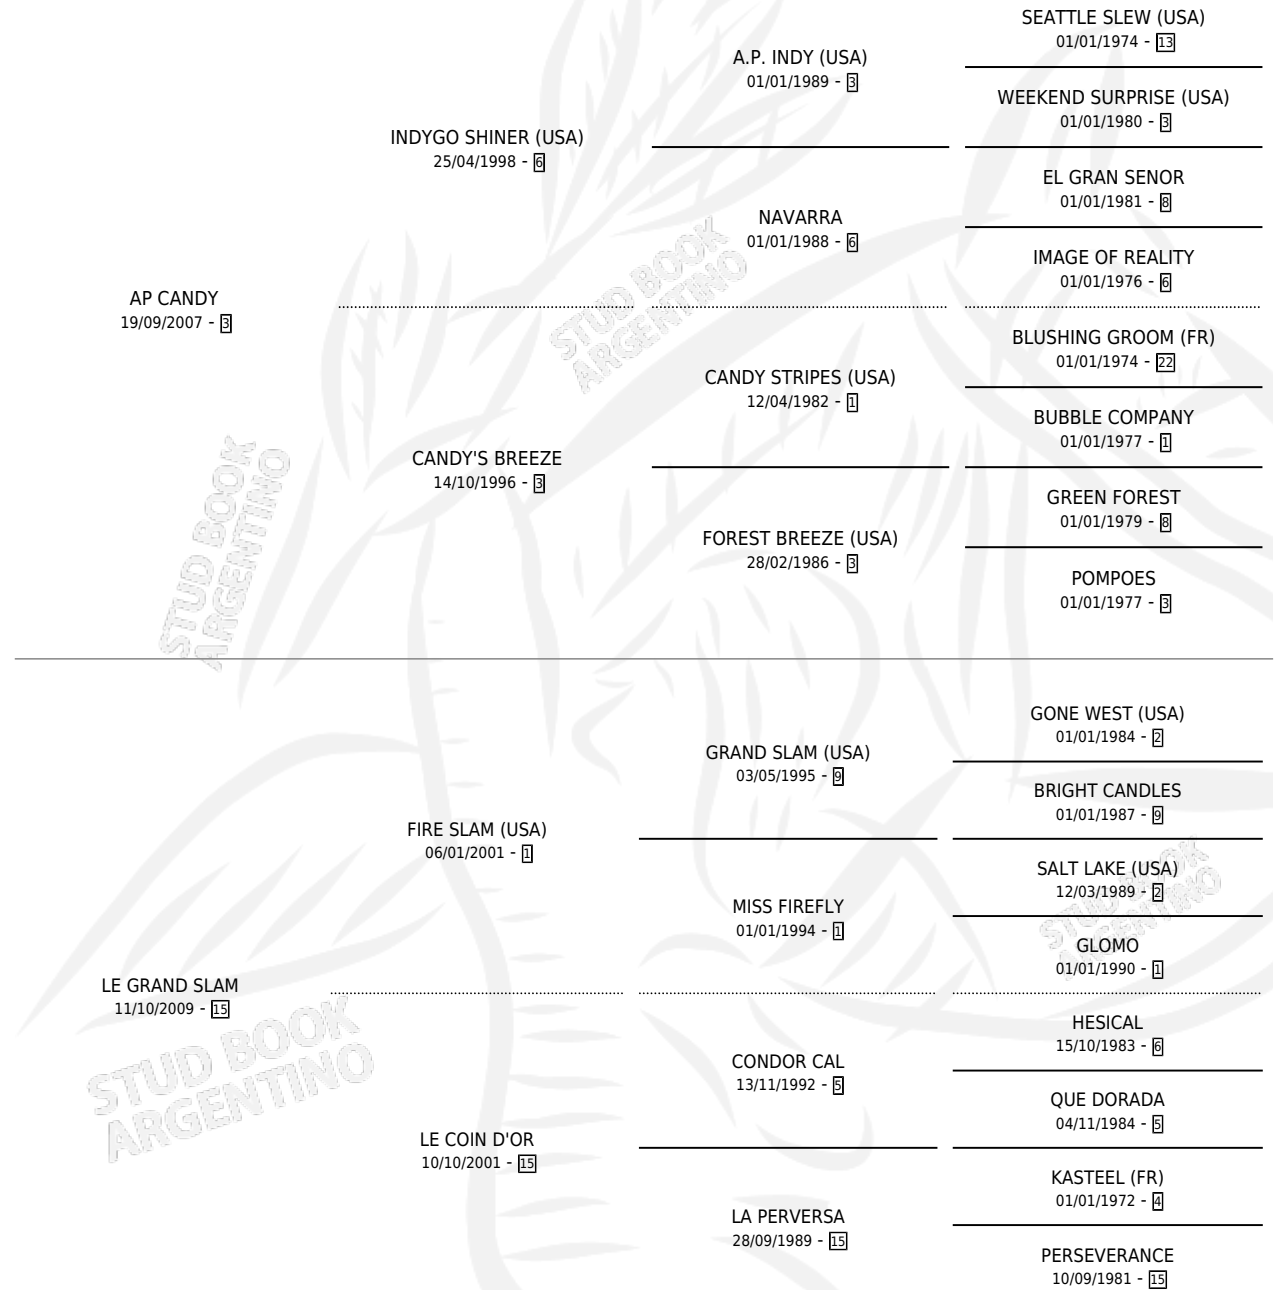 SEATTLE SLEW (USA)
01/01/1974 - 13
A.P. INDY (USA)
01/01/1989 - 3
WEEKEND SURPRISE (USA)
01/01/1980 - 3
INDYGO SHINER (USA)
25/04/1998 - 6
EL GRAN SENOR
01/01/1981 - 8
NAVARRA
01/01/1988 - 6
IMAGE OF REALITY
01/01/1976 - 6
AP CANDY
19/09/2007 - 3
BLUSHING GROOM (FR)
01/01/1974 - 22
CANDY STRIPES (USA)
12/04/1982 - 1
BUBBLE COMPANY
01/01/1977 - 1
CANDY'S BREEZE
14/10/1996 - 3
GREEN FOREST
01/01/1979 - 8
FOREST BREEZE (USA)
28/02/1986 - 3
POMPOES
01/01/1977 - 3
STUD BOOK
ARGENTINO
STUD BOOK
ARGENTINO
GONE WEST (USA)
01/01/1984 - 2
GRAND SLAM (USA)
03/05/1995 - 9
BRIGHT CANDLES
01/01/1987 - 9
FIRE SLAM (USA)
06/01/2001 - 1
SALT LAKE (USA)
12/03/1989 - 2
MISS FIREFLY
01/01/1994 - 1
GLOMO
01/01/1990 - 1
LE GRAND SLAM
11/10/2009 - 15
HESICAL
15/10/1983 - 6
CONDOR CAL
13/11/1992 - 5
QUE DORADA
04/11/1984 - 5
LE COIN D'OR
10/10/2001 - 15
KASTEEL (FR)
01/01/1972 - 4
LA PERVERSA
28/09/1989 - 15
PERSEVERANCE
10/09/1981 - 15
STUD BOOK
ARGENTINO
STUD BOOK
ARGENTINO